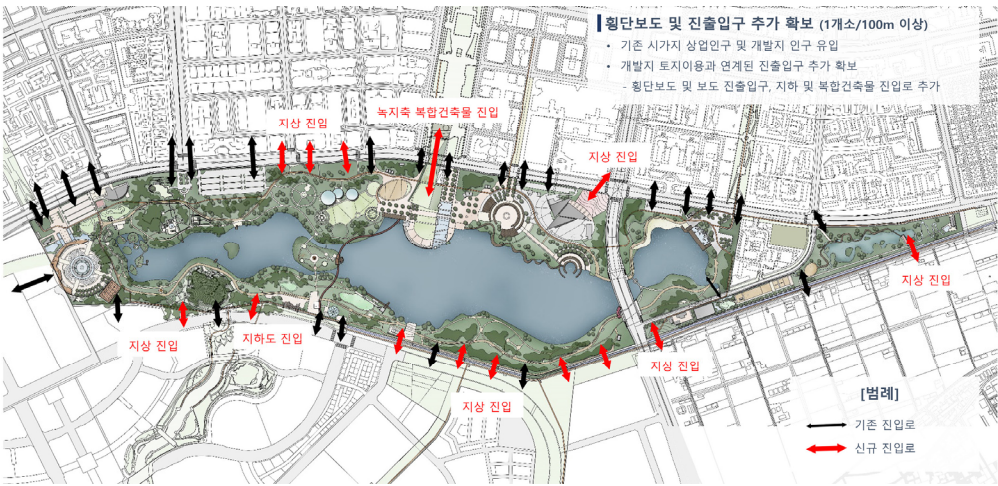 횡단보도 및 진출입구 추가 확보 (1개소/100m 이상)
• 기존 시가지 상업인구 및 개발지 인구 유입
• 개발지 토지이용과 연계된 진출입구 추가 확보
- 횡단보도 및 보도 진출입구, 지하 및 복합건축물 진입로 추가
녹지축 복합건축물 진입
지상 진입
지상 진입
지상 진입
지상 진입
지하도 진입
지상 진입
지상 진입
[범례]
기존 진입로
신규 진입로